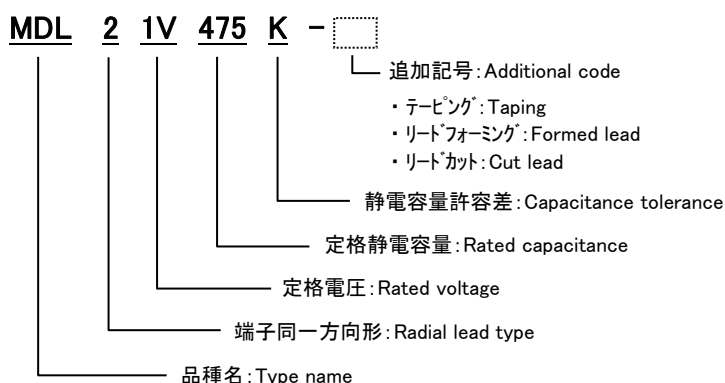 MDL 2 1V 475 K -
追加記号:Additional code
・ﾃｰﾋﾟﾝｸﾞ:Taping
・ﾘｰﾄﾞﾌｫｰﾐﾝｸﾞ:Formed lead
・ﾘｰﾄﾞｶｯﾄ:Cut lead
静電容量許容差:Capacitance tolerance
定格静電容量:Rated capacitance
定格電圧:Rated voltage
端子同一方向形:Radial lead type
品種名:Type name